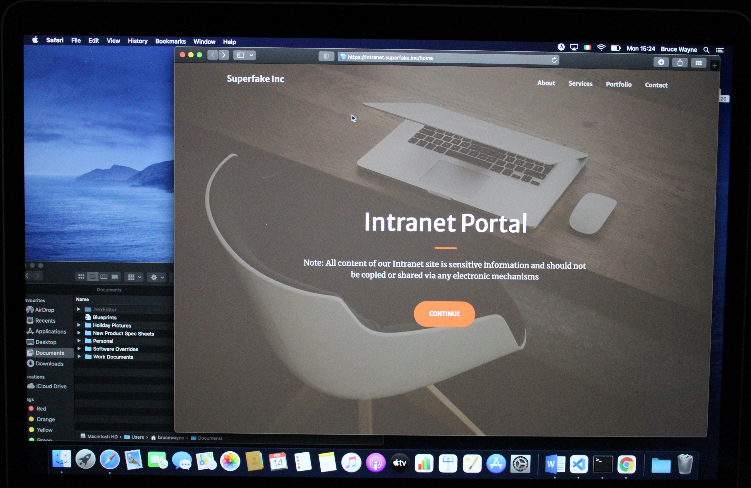 Safari File Edit View History Bookmarks Window Help
Mon 15:24 Bruce Wayne
https://intranet.superfake.inc/home
Superfake Inc
About Services Portfolio Contact
Intranet Portal
Note: All content of our Intranet site is sensitive information and should not
be copied or shared via any electronic mechanisms
CONTINUE
Documents
Name
Blueprints
Holiday Pictures
New Product Spec Sheets
Personal
Software Overrides
Work Documents
AirDrop
Recents
Applications
Desktop
Documents
Downloads
iCloud Drive
Red
Orange
Yellow
Green
Macintosh HD Users brucewayne Documents
tv